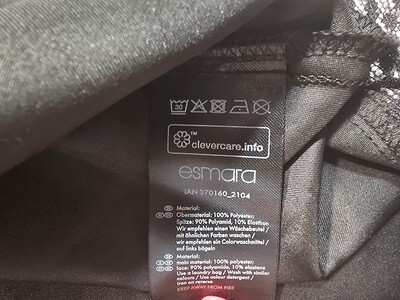 30
clevercare.info
esmara
IAN 370160_2104
Material:
Obermaterial: 100% Polyester;
Spitze: 90% Polyamid, 10% Elasthan
Wir empfehlen einen Wäschebeutel /
mit ähnlichen Farben waschen /
wir empfehlen ein Colorwaschmittel /
auf links bügeln
Material:
main material: 100% polyester;
lace: 90% polyamide, 10% elastane
Use a laundry bag / Wash with similar
colours / Use colour detergent /
Iron on reverse
KEEP AWAY FROM FIRE